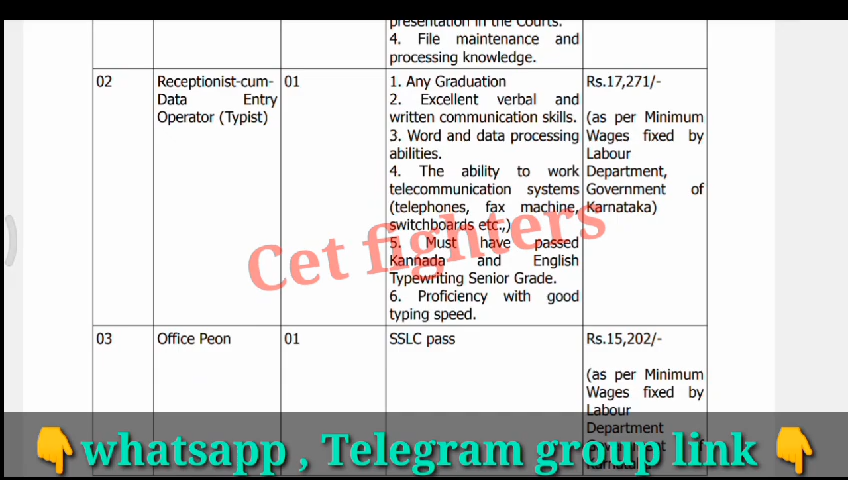 presentation in the Courts.
4. File maintenance and
processing knowledge.
02
Receptionist-cum-
Data Entry
Operator (Typist)
01
1. Any Graduation
2. Excellent verbal and
written communication skills.
3. Word and data processing
abilities.
4. The ability to work
telecommunication systems
(telephones, fax machine,
switchboards etc.,)
5. Must have passed
Kannada and English
Typewriting Senior Grade.
6. Proficiency with good
typing speed.
Rs.17,271/-
(as per Minimum
Wages fixed by
Labour
Department,
Government of
Karnataka)
Cet fighters
03
Office Peon
01
SSLC pass
Rs.15,202/-
(as per Minimum
Wages fixed by
Labour
Department
Government of
Karnataka)
👇whatsapp , Telegram group link 👇